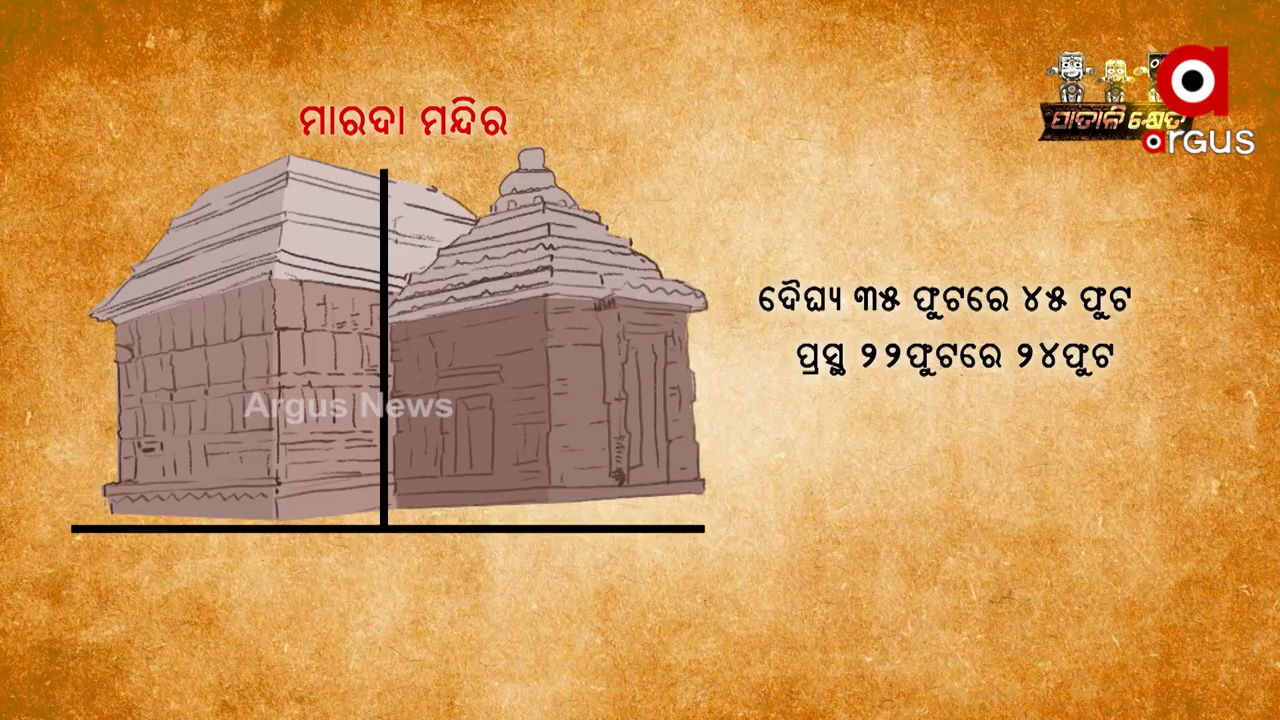 ମାରଦା ମନ୍ଦିର
ପାତାଳି କ୍ଷେତ୍ର
argus
ଦୈଘ୍ୟ ୩୫ ଫୁଟରେ ୪୫ ଫୁଟ
ପ୍ରସ୍ଥ ୨୨ଫୁଟରେ ୨୪ଫୁଟ
Argus News